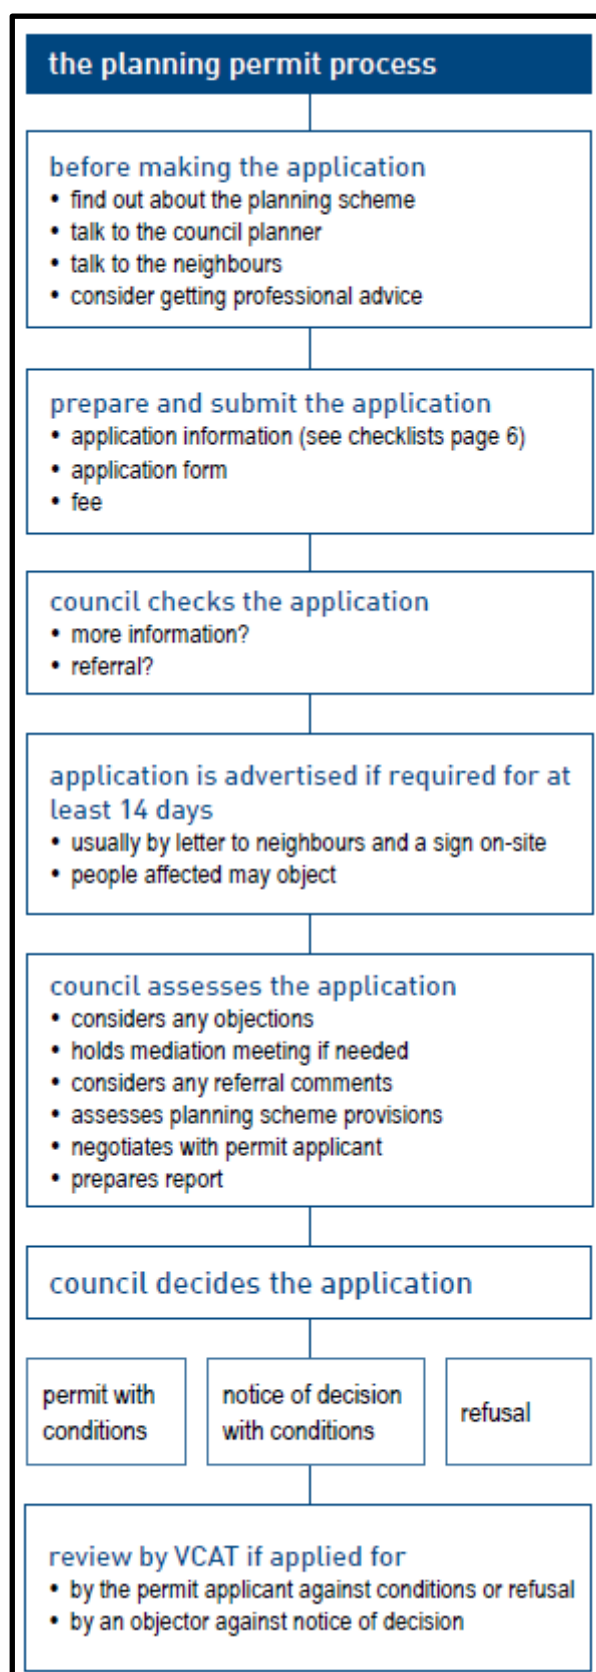 the planning permit process
before making the application
• find out about the planning scheme
• talk to the council planner
• talk to the neighbours
• consider getting professional advice
prepare and submit the application
• application information (see checklists page 6)
• application form
• fee
council checks the application
• more information?
• referral?
application is advertised if required for at
least 14 days
• usually by letter to neighbours and a sign on-site
• people affected may object
council assesses the application
• considers any objections
• holds mediation meeting if needed
• considers any referral comments
• assesses planning scheme provisions
• negotiates with permit applicant
• prepares report
council decides the application
permit with
conditions
notice of decision
with conditions
refusal
review by VCAT if applied for
• by the permit applicant against conditions or refusal
• by an objector against notice of decision